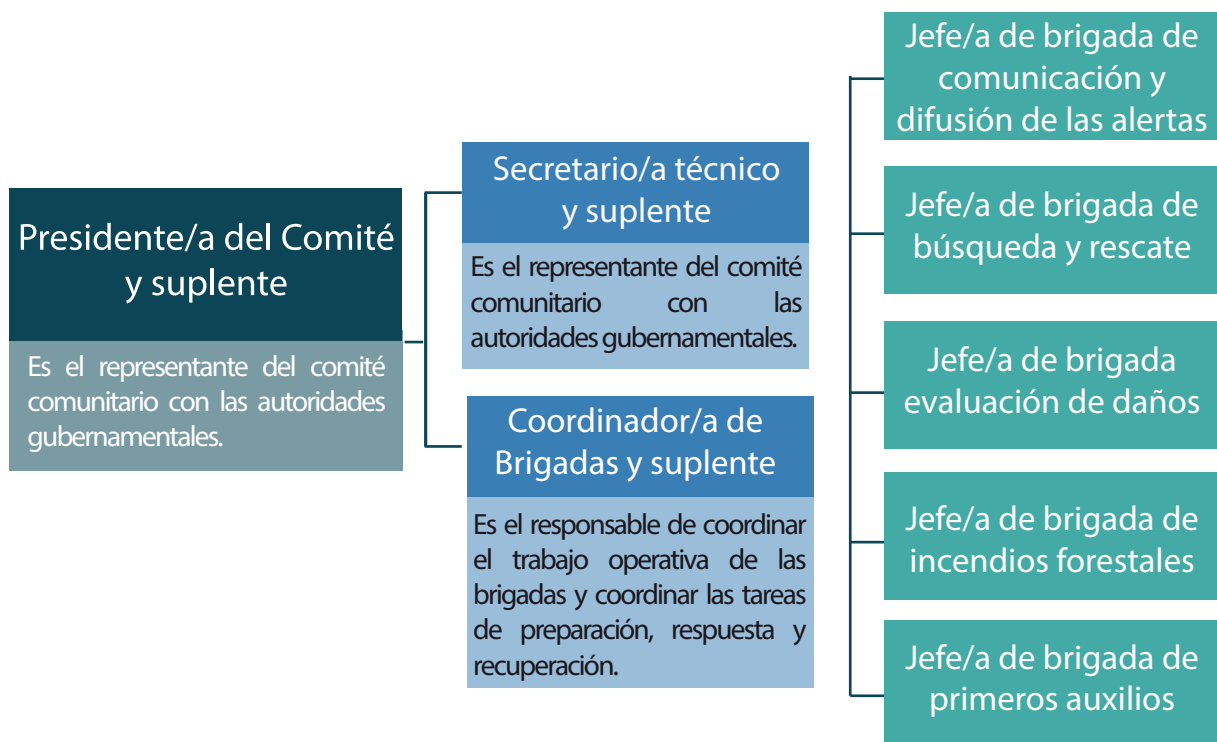 Presidente/a del Comité
y suplente
Es el representante del comité
comunitario con las autoridades
gubernamentales.
Secretario/a técnico
y suplente
Es el representante del comité
comunitario con las
autoridades gubernamentales.
Coordinador/a de
Brigadas y suplente
Es el responsable de coordinar
el trabajo operativa de las
brigadas y coordinar las tareas
de preparación, respuesta y
recuperación.
Jefe/a de brigada de
comunicación y
difusión de las alertas
Jefe/a de brigada de
búsqueda y rescate
Jefe/a de brigada
evaluación de daños
Jefe/a de brigada de
incendios forestales
Jefe/a de brigada de
primeros auxilios